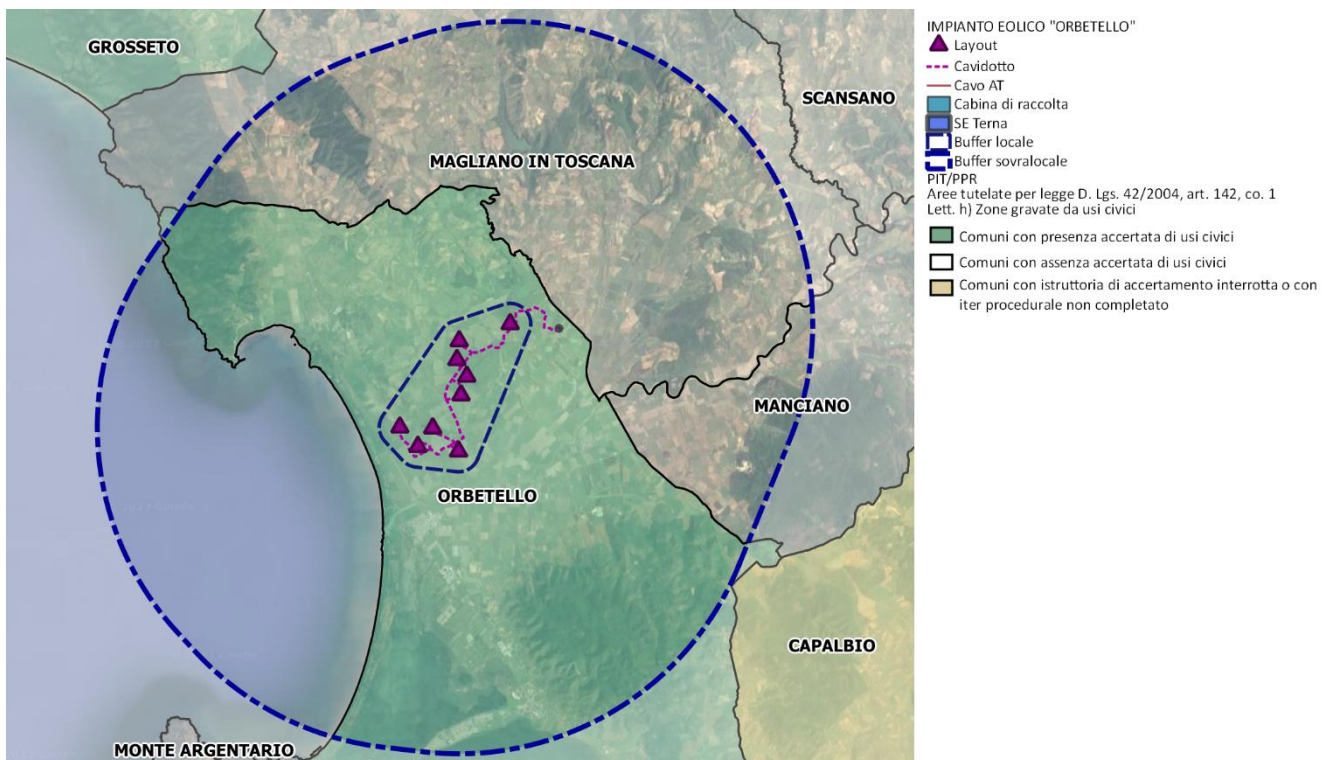 GROSSETO
SCANSANO
MAGLIANO IN TOSCANA
MANCIANO
ORBETELLO
CAPALBIO
MONTE ARGENTARIO
IMPIANTO EOLICO "ORBETELLO"
Layout
Cavidotto
Cavo AT
Cabina di raccolta
SE Terna
Buffer locale
Buffer sovralocale
PIT/PPR
Aree tutelate per legge D. Lgs. 42/2004, art. 142, co. 1
Lett. h) Zone gravate da usi civici
Comuni con presenza accertata di usi civici
Comuni con assenza accertata di usi civici
Comuni con istruttoria di accertamento interrotta o con
iter procedurale non completato